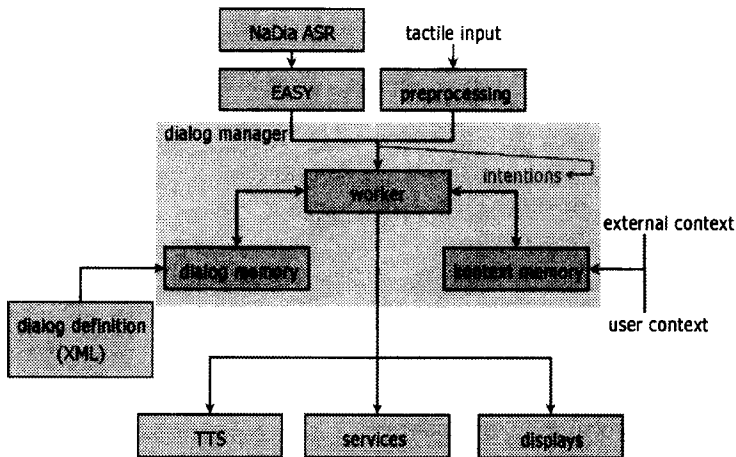 NaDia ASR
tactile input
EASY
preprocessing
dialog manager
intentions
worker
external context
dialog memory
kontext memory
dialog definition
(XML)
user context
TTS
services
displays